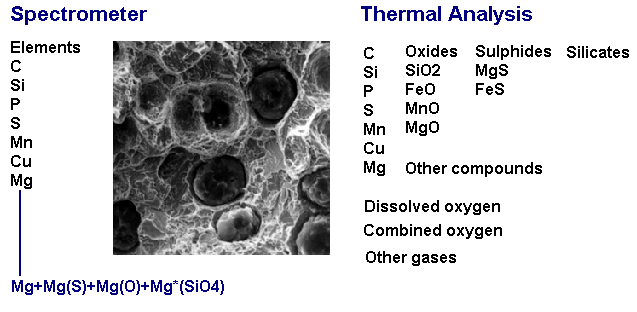 Spectrometer
Elements
C
Si
P
S
Mn
Cu
Mg
Mg+Mg(S)+Mg(O)+Mg*(SiO4)
Thermal Analysis
C
Si
P
S
Mn
Cu
Mg
Oxides
SiO2
FeO
MnO
MgO
Sulphides
MgS
FeS
Silicates
Other compounds
Dissolved oxygen
Combined oxygen
Other gases